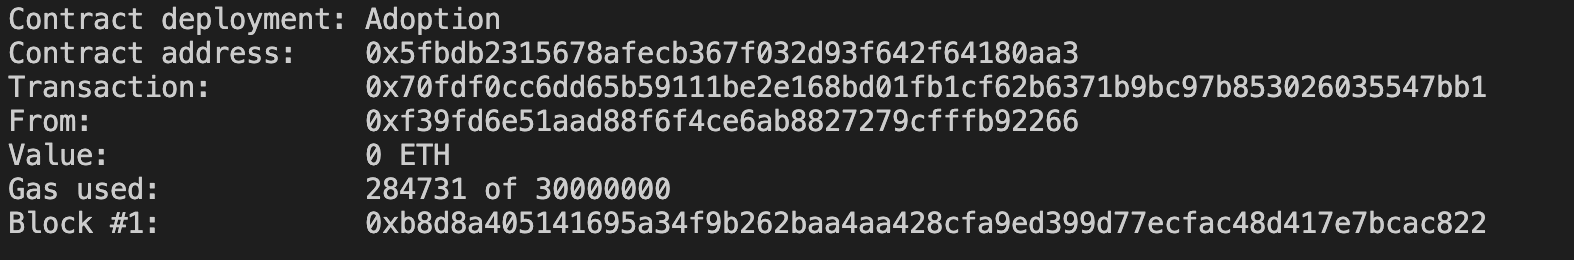 Contract deployment: Adoption
Contract address:    0x5fbdb2315678afecb367f032d93f642f64180aa3
Transaction:         0x70fdf0cc6dd65b59111be2e168bd01fb1cf62b6371b9bc97b853026035547bb1
From:                0xf39fd6e51aad88f6f4ce6ab8827279cfffb92266
Value:               0 ETH
Gas used:            284731 of 30000000
Block #1:            0xb8d8a405141695a34f9b262baa4aa428cfa9ed399d77ecfac48d417e7bcac822